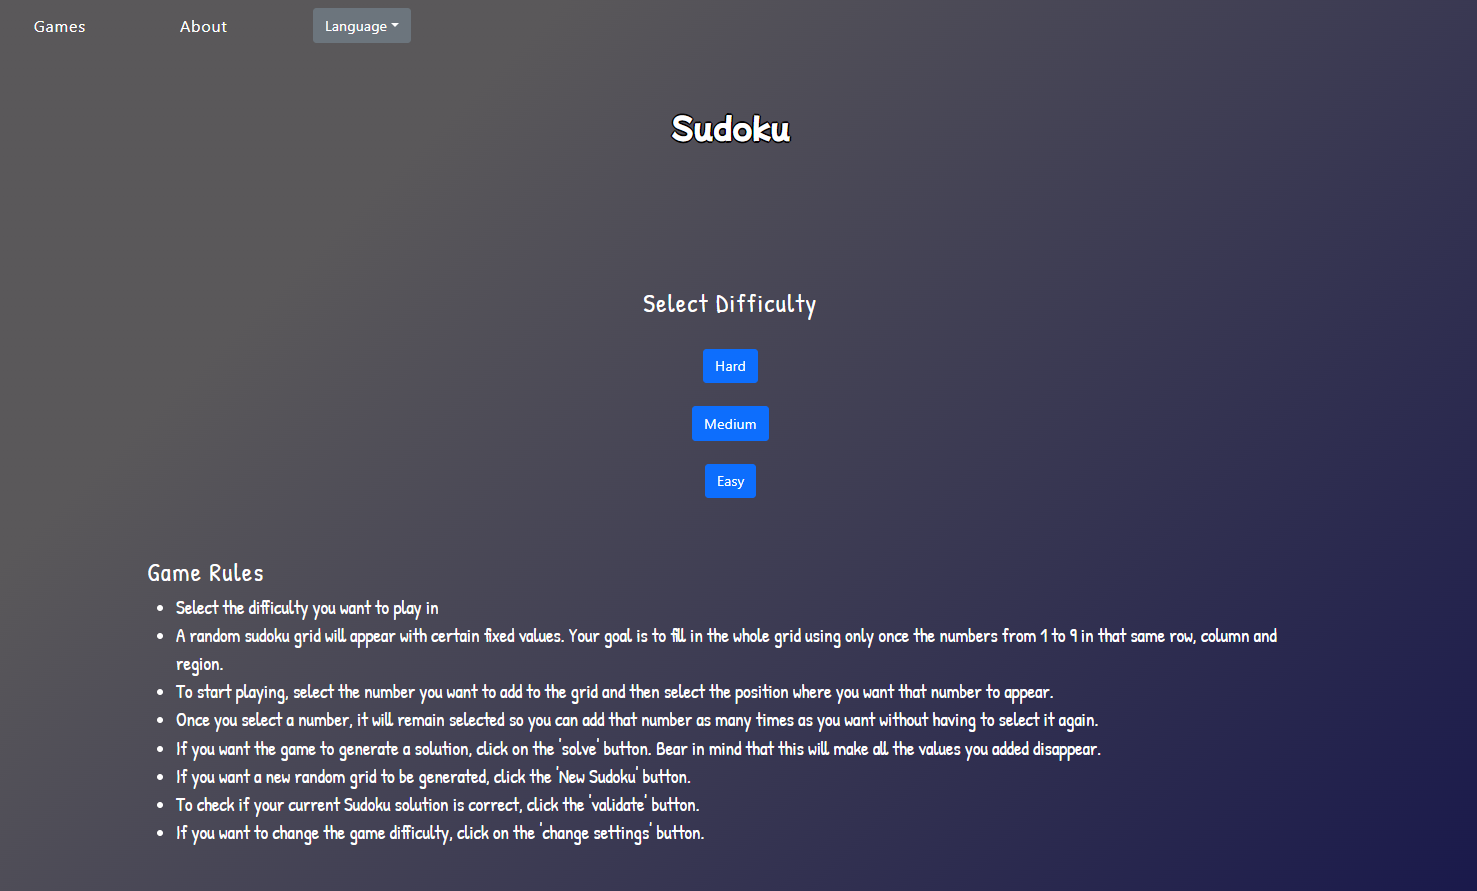 Games About Language
Sudoku
Select Difficulty
Hard
Medium
Easy
Game Rules
Select the difficulty you want to play in
A random sudoku grid will appear with certain fixed values. Your goal is to fill in the whole grid using only once the numbers from 1 to 9 in that same row, column and
region.
To start playing, select the number you want to add to the grid and then select the position where you want that number to appear.
Once you select a number, it will remain selected so you can add that number as many times as you want without having to select it again.
If you want the game to generate a solution, click on the 'solve' button. Bear in mind that this will make all the values you added disappear.
If you want a new random grid to be generated, click the 'New Sudoku' button.
To check if your current Sudoku solution is correct, click the 'validate' button.
If you want to change the game difficulty, click on the 'change settings' button.